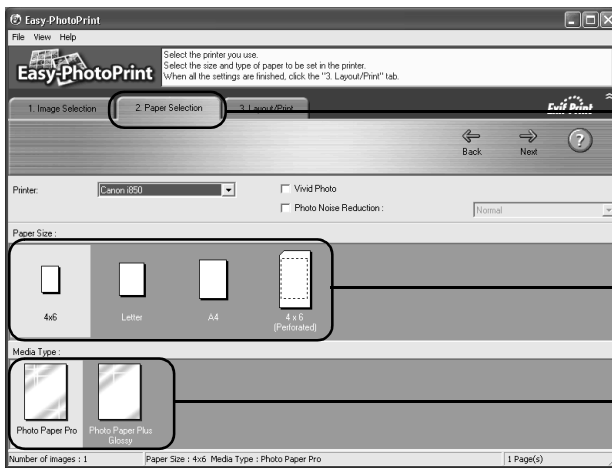 Easy-PhotoPrint
File View Help
Easy-PhotoPrint
Select the printer you use.
Select the size and type of paper to be set in the printer.
When all the settings are finished, click the "3. Layout/Print" tab.
1. Image Selection
2. Paper Selection
3. Layout/Print
Exif Print
Back
Next
?
Printer:
Canon i850
Vivid Photo
Photo Noise Reduction :
Normal
Paper Size :
4x6
Letter
A4
4 x 6
(Perforated)
Media Type :
Photo Paper Pro
Photo Paper Plus
Glossy
Number of images : 1
Paper Size : 4x6 Media Type : Photo Paper Pro
1 Page(s)